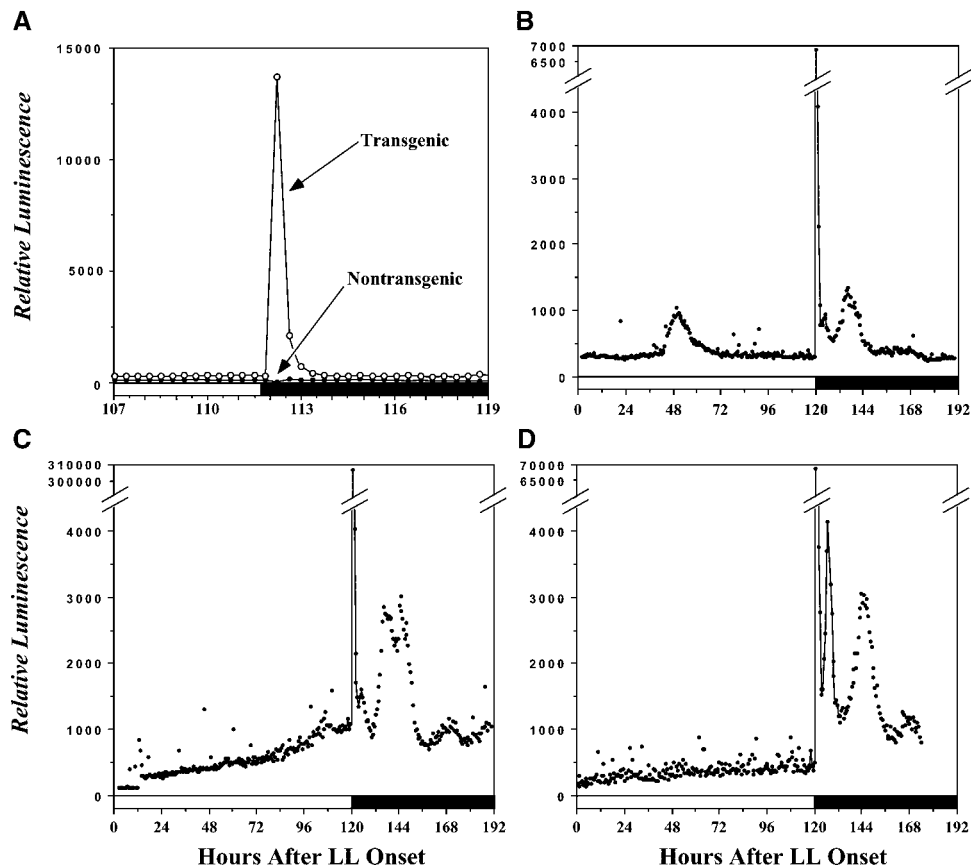 A
Relative Luminescence
15000
10000
5000
0
Transgenic
Nontransgenic
107 110 113 116 119
B
7000
6500
4000
3000
2000
1000
0
0 24 48 72 96 120 144 168 192
C
Relative Luminescence
310000
300000
4000
3000
2000
1000
0
0 24 48 72 96 120 144 168 192
Hours After LL Onset
D
70000
65000
4000
3000
2000
1000
0
0 24 48 72 96 120 144 168 192
Hours After LL Onset